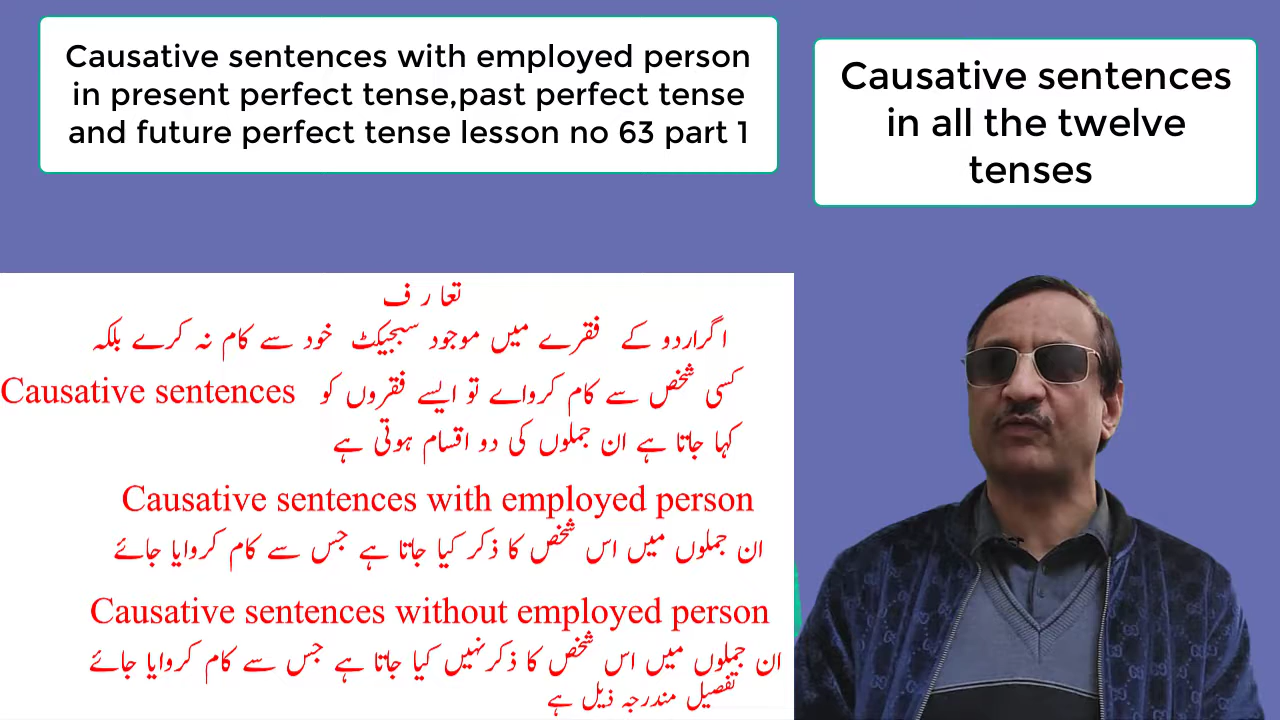 Causative sentences with employed person
in present perfect tense,past perfect tense
and future perfect tense lesson no 63 part 1
Causative sentences
in all the twelve
tenses
تعا ر ف
اگراردو کے فقرے میں موجود سبجیکٹ خود سے کام نہ کرے بلکہ
کسی شخص سے کام کرواے تو ایسے فقروں کو Causative sentences
کہا جاتا ہے ان جملوں کی دو اقسام ہوتی ہے
Causative sentences with employed person
ان جملوں میں اس شخص کا ذکر کیا جاتا ہے جس سے کام کروایا جائے
Causative sentences without employed person
ان جملوں میں اس شخص کا ذکرنہیں کیا جاتا ہے جس سے کام کروایا جائے
تفصیل مندرجہ ذیل ہے